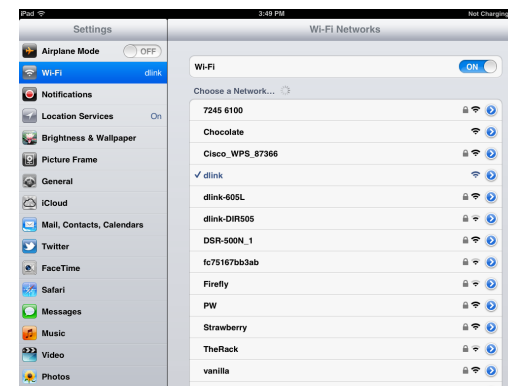 iPad
3:49 PM
Not Charging
Settings
Wi-Fi Networks
Airplane Mode OFF
Wi-Fi dlink
Notifications
Location Services On
Brightness & Wallpaper
Picture Frame
General
iCloud
Mail, Contacts, Calendars
Twitter
FaceTime
Safari
Messages
Music
Video
Photos
Wi-Fi ON
Choose a Network...
7245 6100
Chocolate
Cisco_WPS_87366
dlink
dlink-605L
dlink-DIR505
DSR-500N_1
fc75167bb3ab
Firefly
PW
Strawberry
TheRack
vanilla